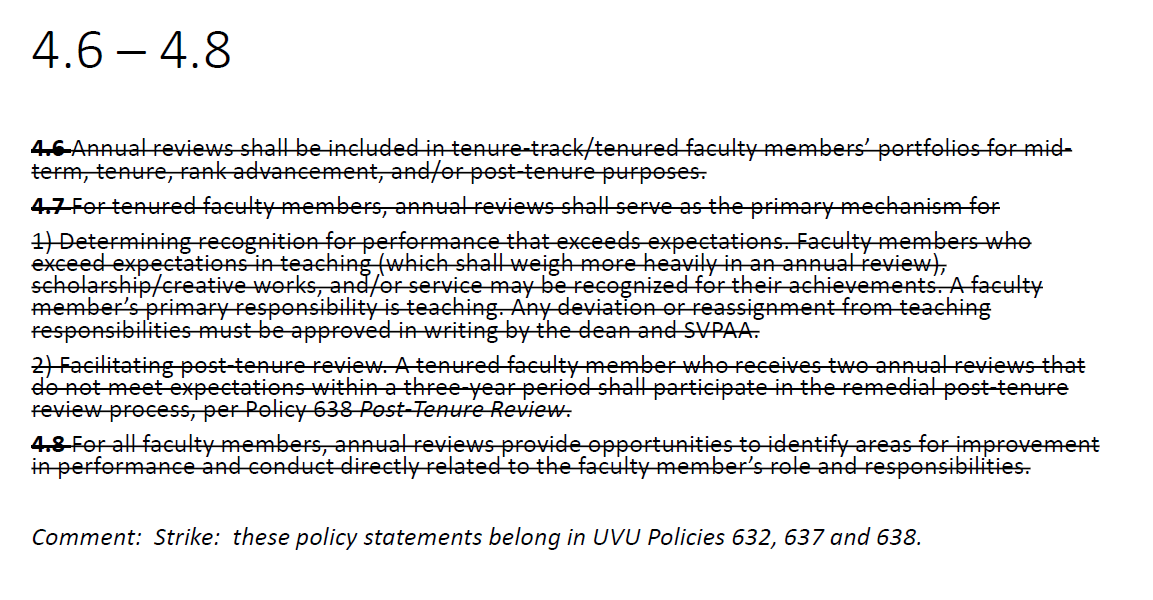 4.6 – 4.8
4.6 Annual reviews shall be included in tenure-track/tenured faculty members’ portfolios for mid-
term, tenure, rank advancement, and/or post-tenure purposes.
4.7 For tenured faculty members, annual reviews shall serve as the primary mechanism for
1) Determining recognition for performance that exceeds expectations. Faculty members who
exceed expectations in teaching (which shall weigh more heavily in an annual review),
scholarship/creative works, and/or service may be recognized for their achievements. A faculty
member’s primary responsibility is teaching. Any deviation or reassignment from teaching
responsibilities must be approved in writing by the dean and SVPAA.
2) Facilitating post-tenure review. A tenured faculty member who receives two annual reviews that
do not meet expectations within a three-year period shall participate in the remedial post-tenure
review process, per Policy 638 Post-Tenure Review.
4.8 For all faculty members, annual reviews provide opportunities to identify areas for improvement
in performance and conduct directly related to the faculty member’s role and responsibilities.
Comment:  Strike:  these policy statements belong in UVU Policies 632, 637 and 638.